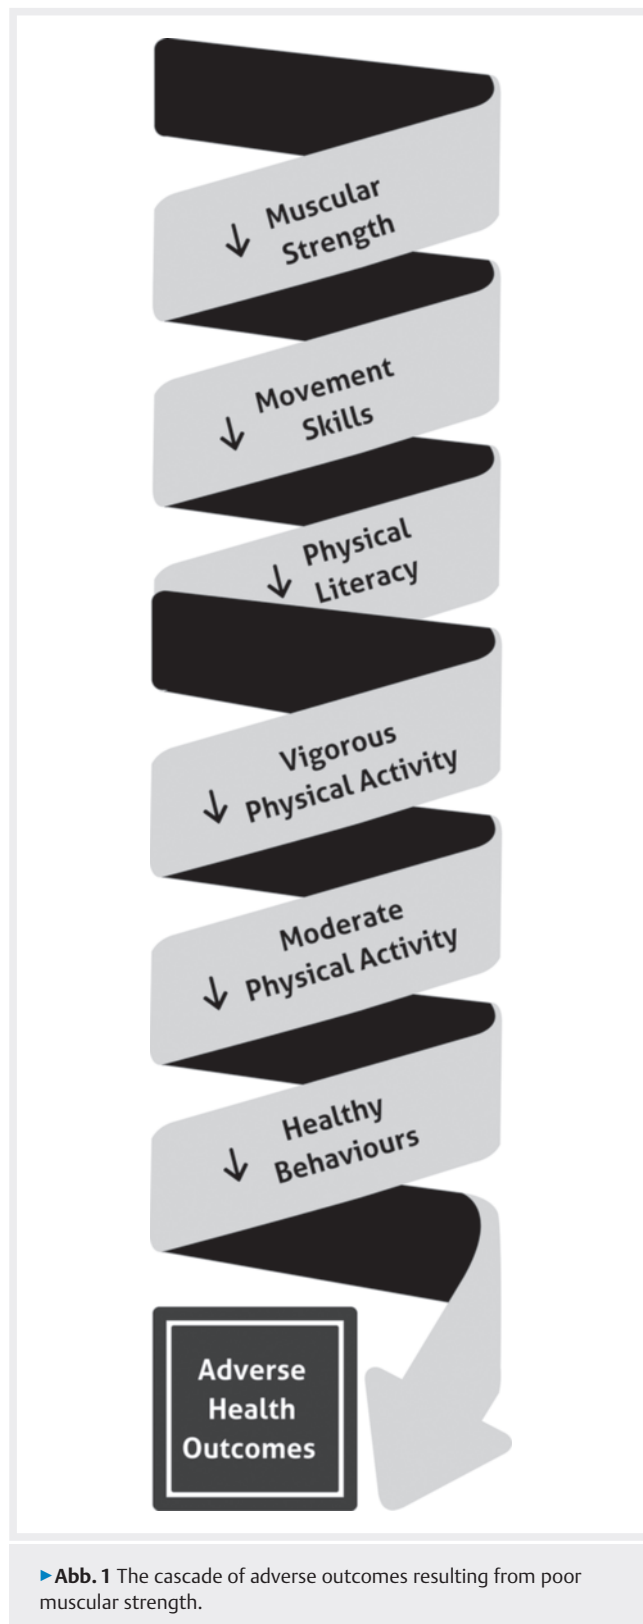 ↓ Muscular
Strength
↓ Movement
Skills
↓ Physical
Literacy
↓ Vigorous
Physical Activity
↓ Moderate
Physical Activity
↓ Healthy
Behaviours
Adverse
Health
Outcomes
►Abb. 1 The cascade of adverse outcomes resulting from poor
muscular strength.